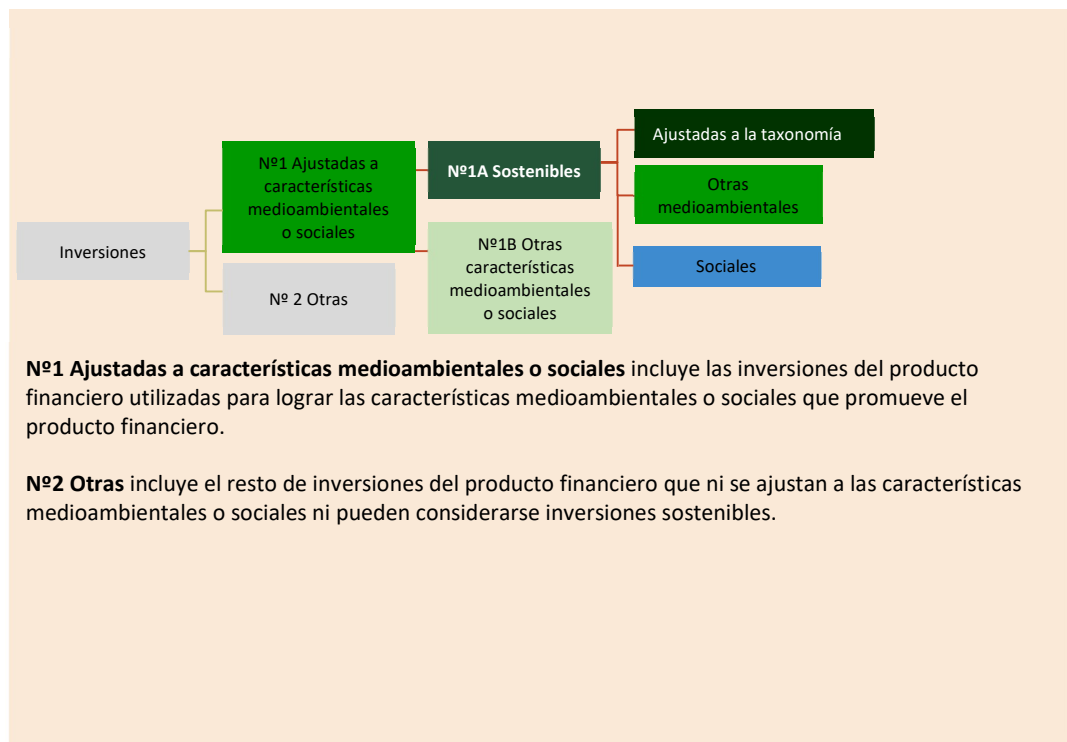 Inversiones
Nº1 Ajustadas a
características
medioambientales
o sociales
Nº 2 Otras
Nº1A Sostenibles
Nº1B Otras
características
medioambientales
o sociales
Ajustadas a la taxonomía
Otras
medioambientales
Sociales
Nº1 Ajustadas a características medioambientales o sociales incluye las inversiones del producto
financiero utilizadas para lograr las características medioambientales o sociales que promueve el
producto financiero.
Nº2 Otras incluye el resto de inversiones del producto financiero que ni se ajustan a las características
medioambientales o sociales ni pueden considerarse inversiones sostenibles.